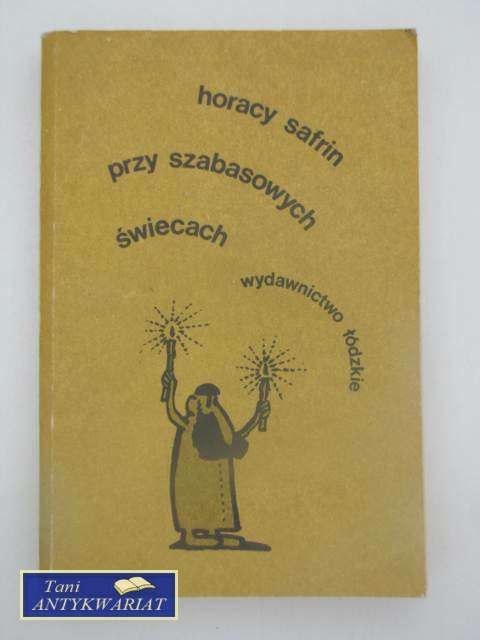 horacy safrin
przy szabasowych
świecach
wydawnictwo łódzkie
Tani
ANTYKWARIAT